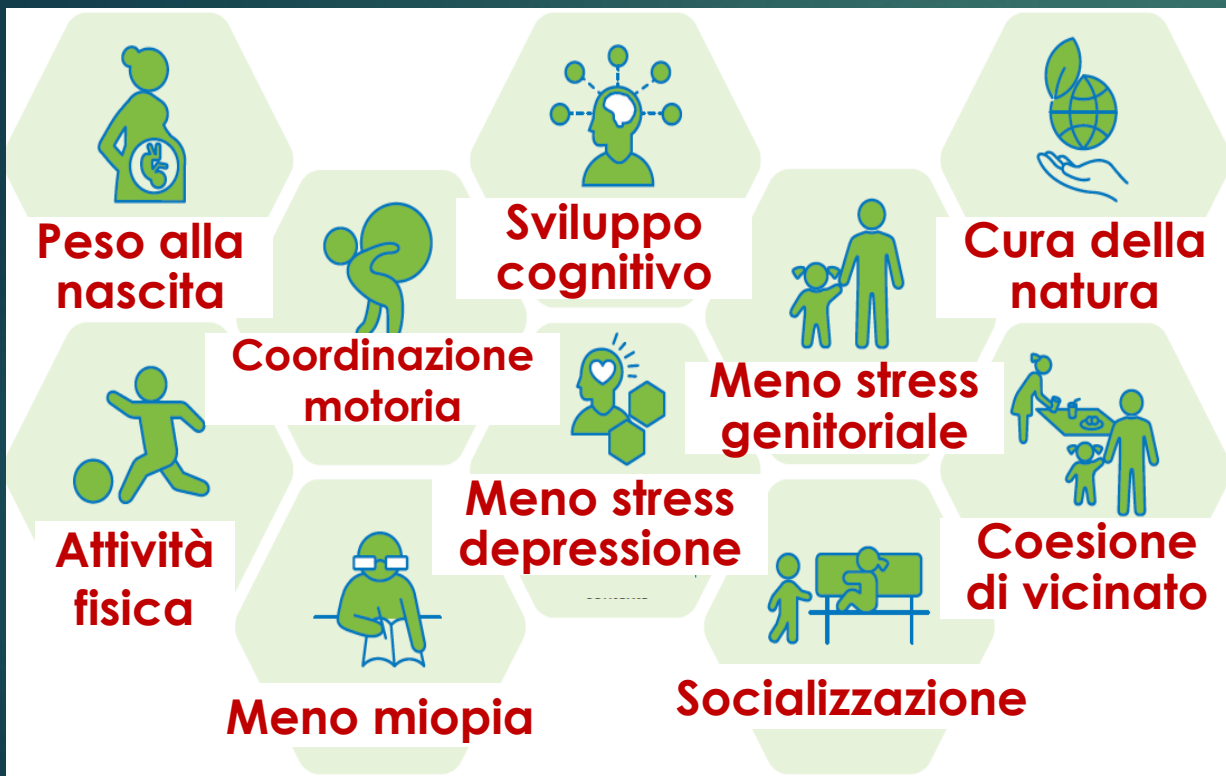 Peso alla
nascita
Sviluppo
cognitivo
Cura della
natura
Coordinazione
motoria
Meno stress
genitoriale
Attività
fisica
Meno stress
depressione
Coesione
di vicinato
Meno miopia
Socializzazione